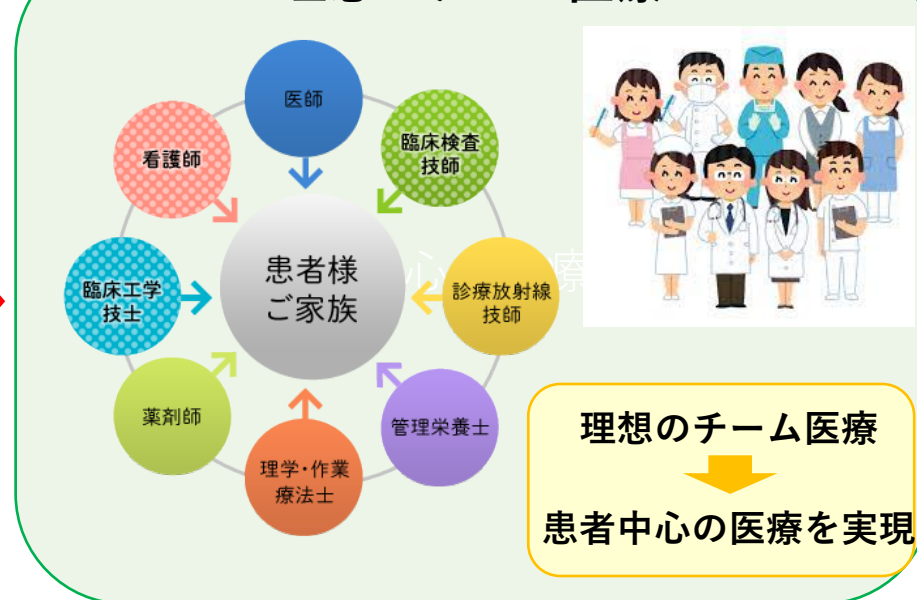 医師
臨床検査
技師
看護師
患者様
ご家族
心
療
診療放射線
技師
臨床工学
技士
薬剤師
管理栄養士
理学・作業
療法士
理想のチーム医療
患者中心の医療を実現